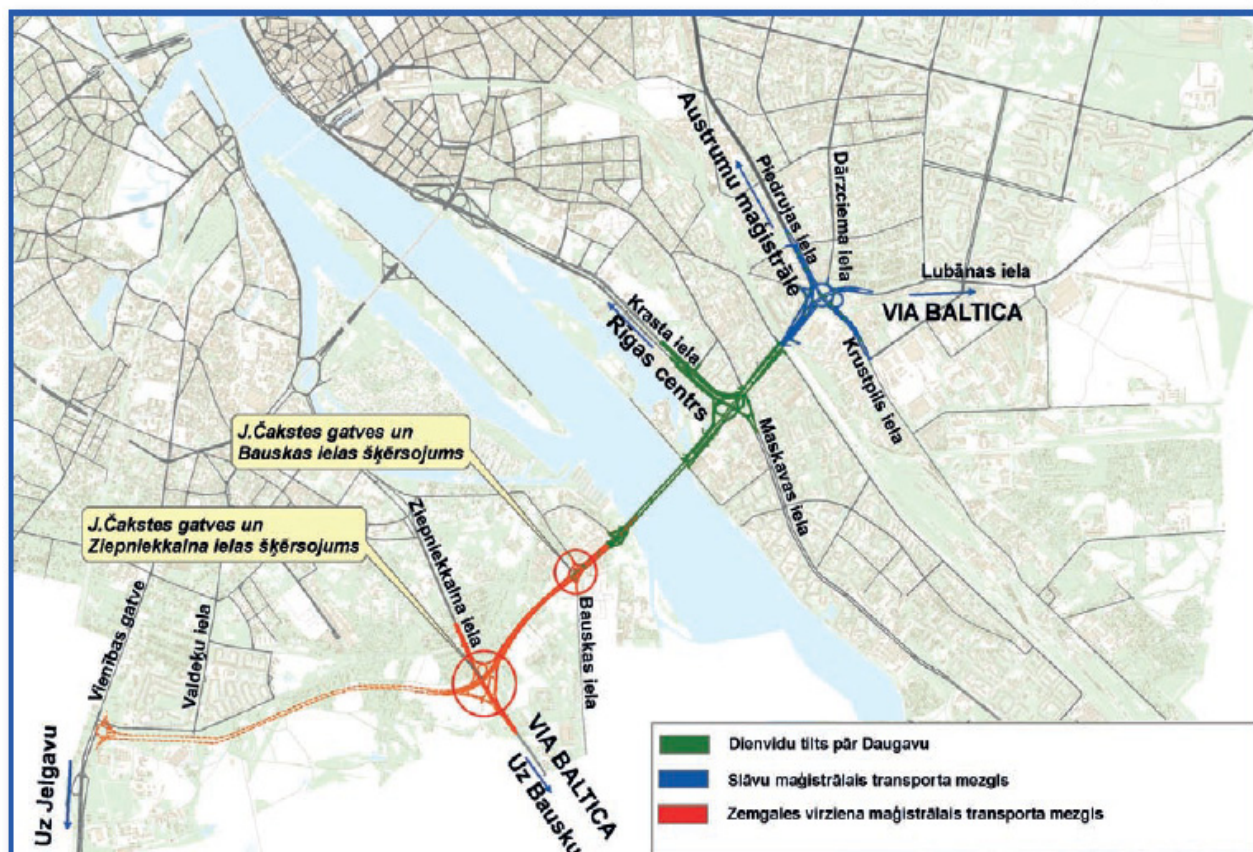 Austrumu maģistrāle
Piedrujas iela
Dārzciema iela
Lubānas iela
VIA BALTICA
Krustpils iela
Krasta iela
Rīgas centrs
Maskavas iela
J.Čakstes gatves un
Bauskas ielas šķērsojums
J.Čakstes gatves un
Ziepniekkalna ielas šķērsojums
Ziepniekkalna iela
Bauskas iela
Vienības gatve
Valdeķu iela
VIA BALTICA
Uz Bausku
Uz Jelgavu
Dienvidu tilts pār Daugavu
Slāvu maģistrālais transporta mezgls
Zemgales virziena maģistrālais transporta mezgls